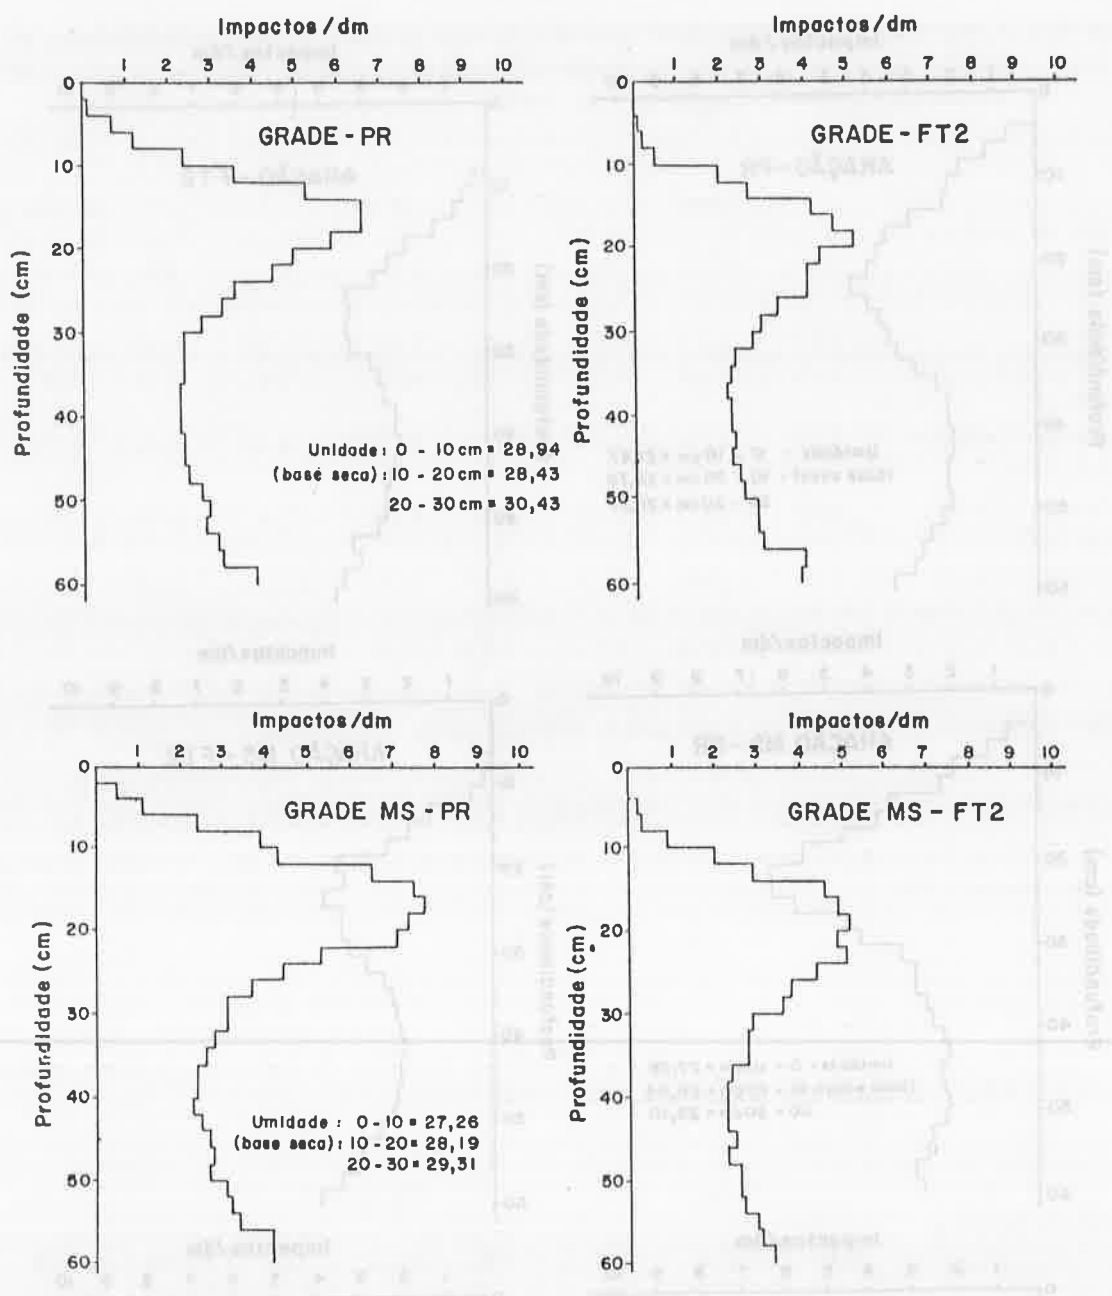 Impactos/dm
1 2 3 4 5 6 7 8 9 10
0
10
20
30
40
50
60
Profundidade (cm)
GRADE - PR
Unidade: 0 - 10 cm = 28,94
(base seca): 10 - 20 cm = 28,43
20 - 30 cm = 30,43
Impactos/dm
1 2 3 4 5 6 7 8 9 10
0
10
20
30
40
50
60
Profundidade (cm)
GRADE - FT2
Impactos/dm
1 2 3 4 5 6 7 8 9 10
0
10
20
30
40
50
60
Profundidade (cm)
GRADE MS - PR
Umidade: 0-10 = 27,26
(base seca): 10-20 = 28,19
20-30 = 29,31
Impactos/dm
1 2 3 4 5 6 7 8 9 10
0
10
20
30
40
50
60
Profundidade (cm)
GRADE MS - FT2